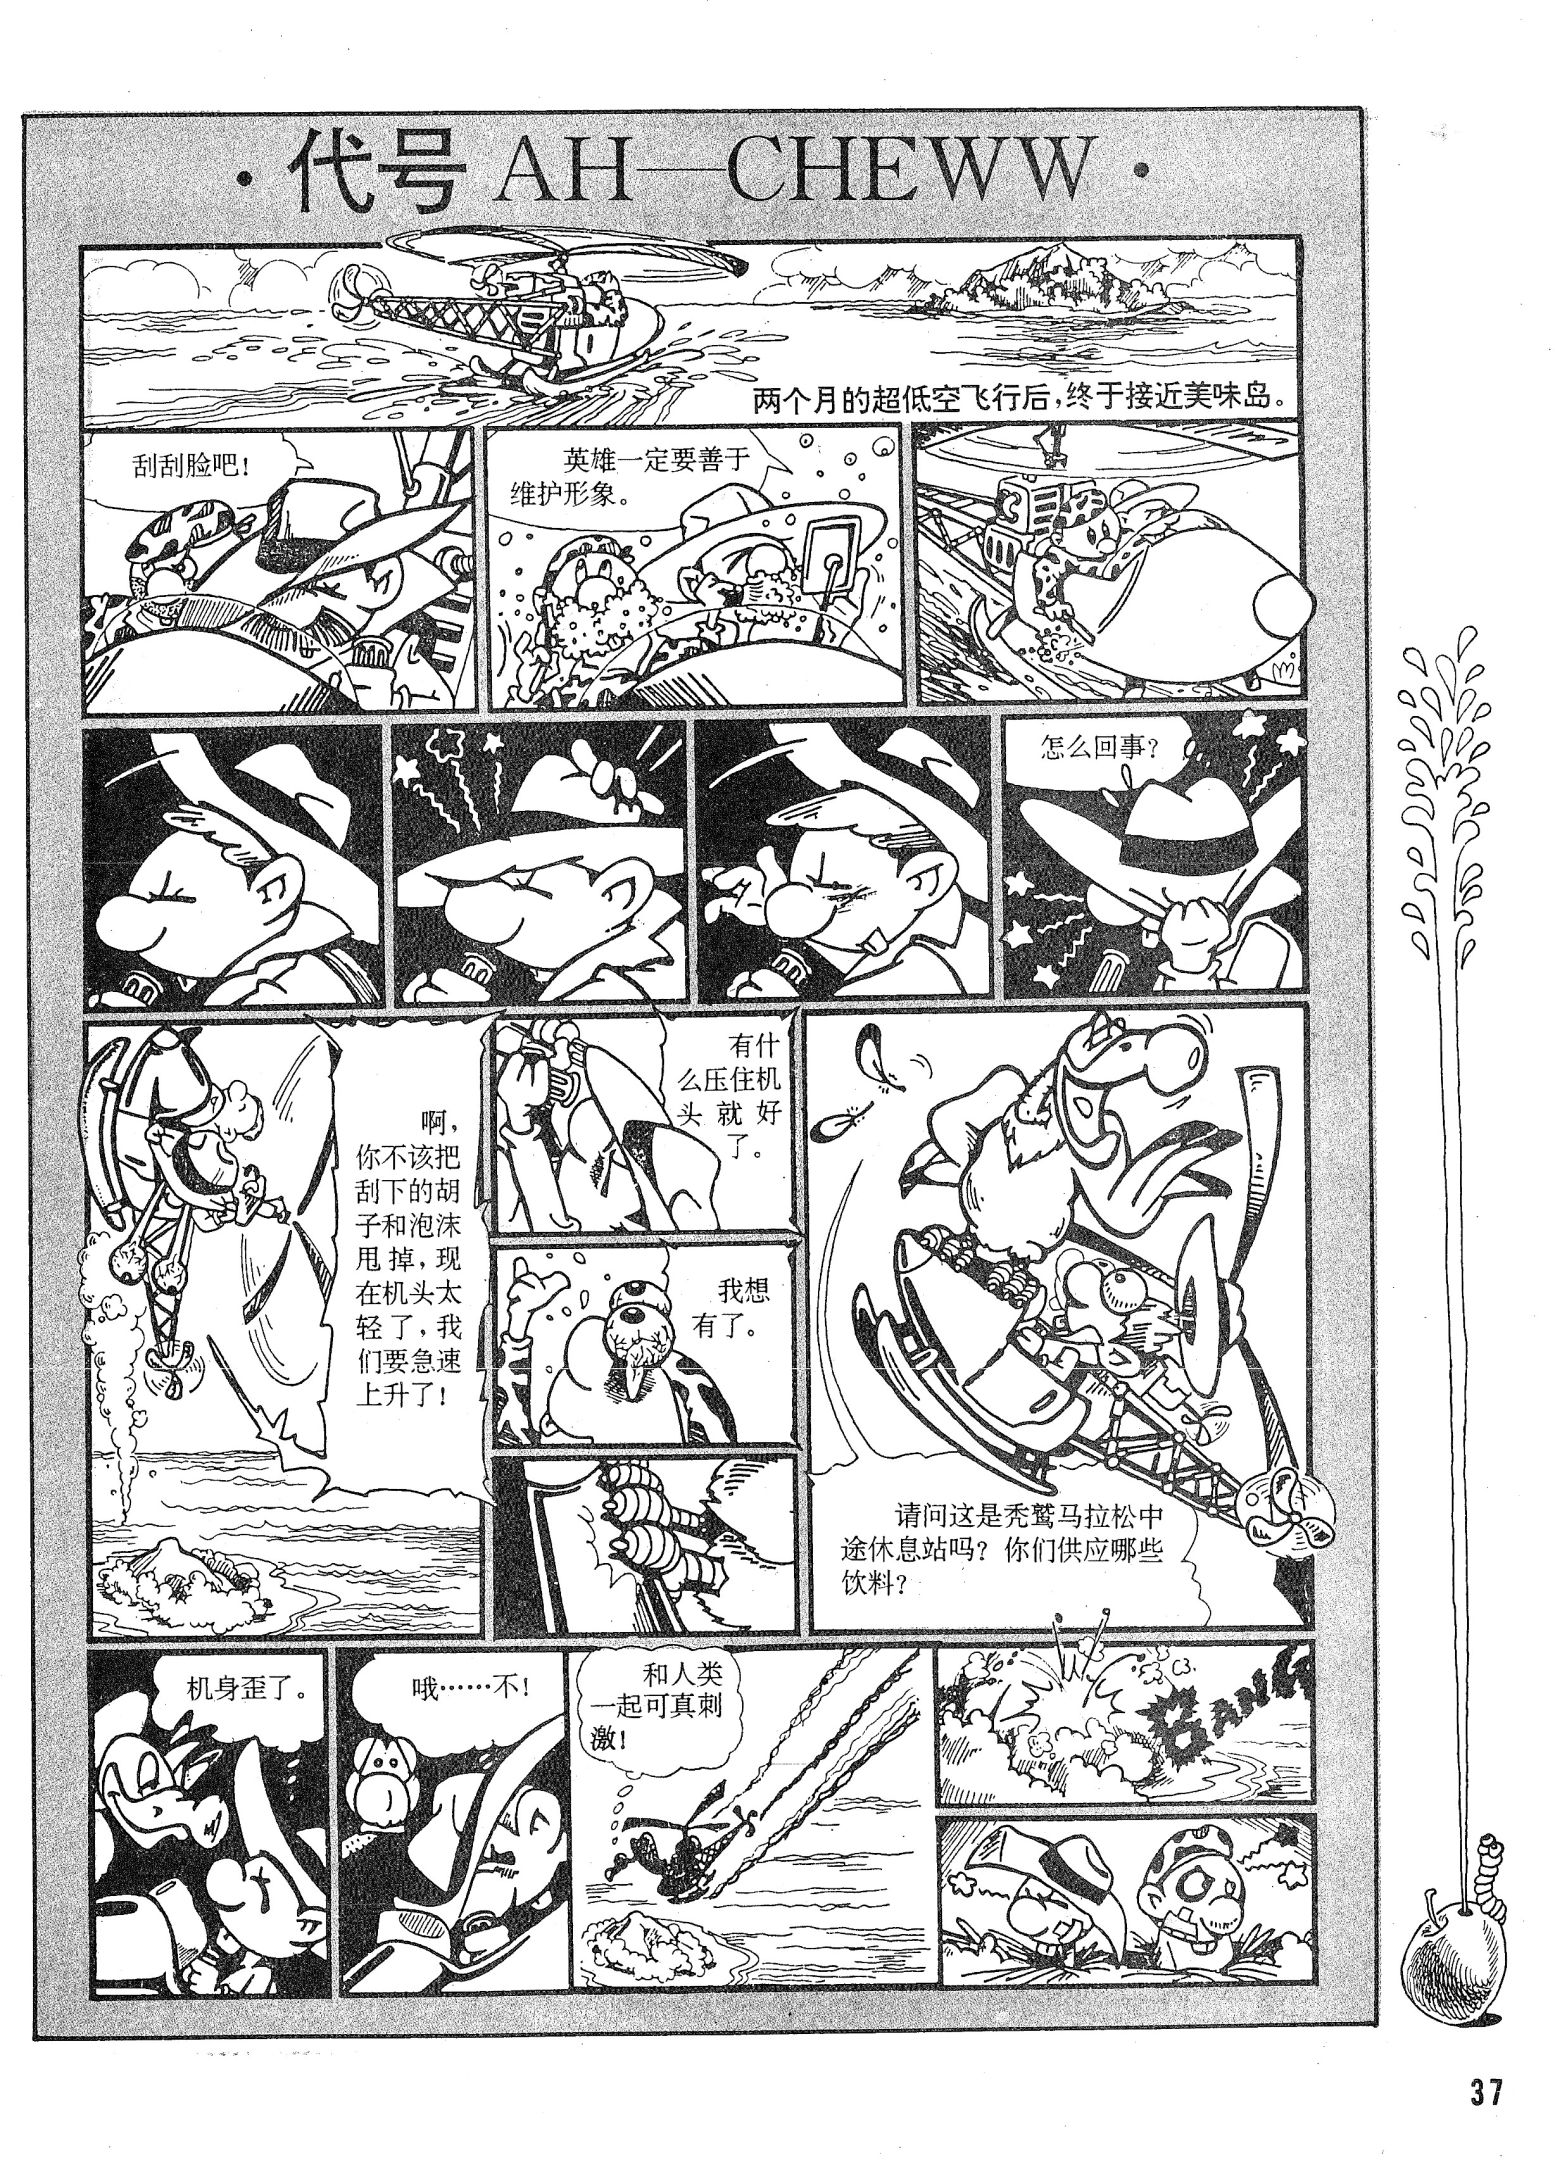 ·代号 AH—CHEWW·
两个月的超低空飞行后，终于接近美味岛。
刮刮脸吧！
英雄一定要善于
维护形象。
怎么回事？
啊，
你不该把
刮下的胡
子和泡沫
甩掉，现
在机头太
轻了，我
们要急速
上升了！
有什
么压住机
头就好
了。
我想
有了。
请问这是秃鹫马拉松中
途休息站吗？你们供应哪些
饮料？
机身歪了。
哦……不！
和人类
一起可真刺
激！
BANG
37